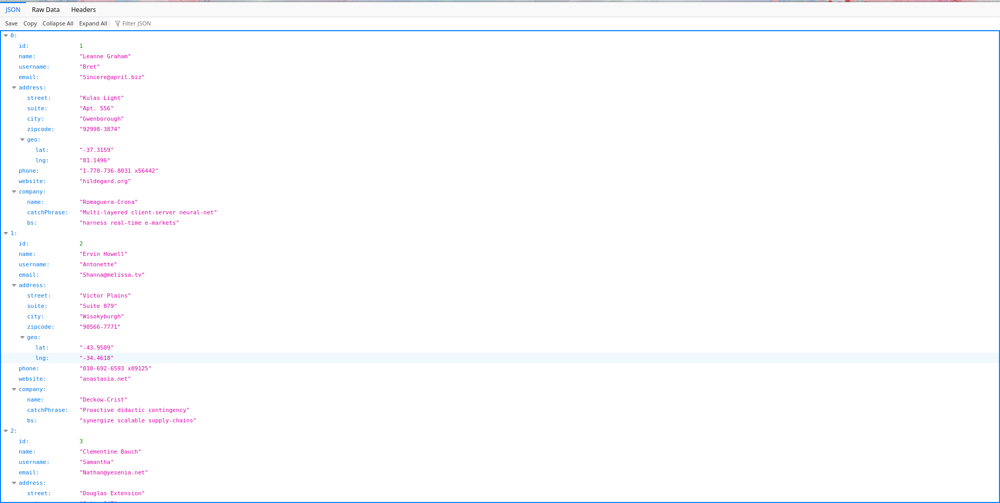 JSON Raw Data Headers
Save Copy Collapse All Expand All Filter JSON
0:
id: 1
name: "Leanne Graham"
username: "Bret"
email: "Sincere@april.biz"
address:
street: "Kulas Light"
suite: "Apt. 556"
city: "Gwenborough"
zipcode: "92998-3874"
geo:
lat: "-37.3159"
lng: "81.1496"
phone: "1-770-736-8031 x56442"
website: "hildegard.org"
company:
name: "Romaguera-Crona"
catchPhrase: "Multi-layered client-server neural-net"
bs: "harness real-time e-markets"
1:
id: 2
name: "Ervin Howell"
username: "Antonette"
email: "Shanna@melissa.tv"
address:
street: "Victor Plains"
suite: "Suite 879"
city: "Wisokyburgh"
zipcode: "90566-7771"
geo:
lat: "-43.9509"
lng: "-34.4618"
phone: "010-692-6593 x09125"
website: "anastasia.net"
company:
name: "Deckow-Crist"
catchPhrase: "Proactive didactic contingency"
bs: "synergize scalable supply-chains"
2:
id: 3
name: "Clementine Bauch"
username: "Samantha"
email: "Nathan@yesenia.net"
address:
street: "Douglas Extension"